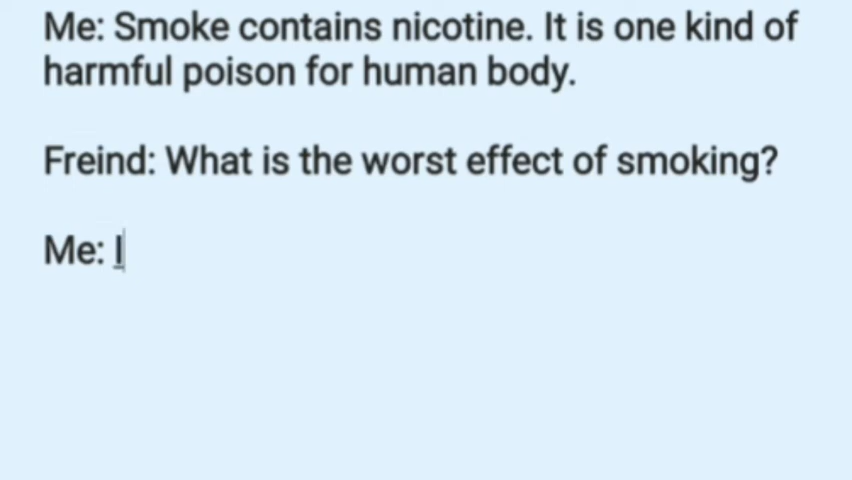 Me: Smoke contains nicotine. It is one kind of
harmful poison for human body.
Freind: What is the worst effect of smoking?
Me: I